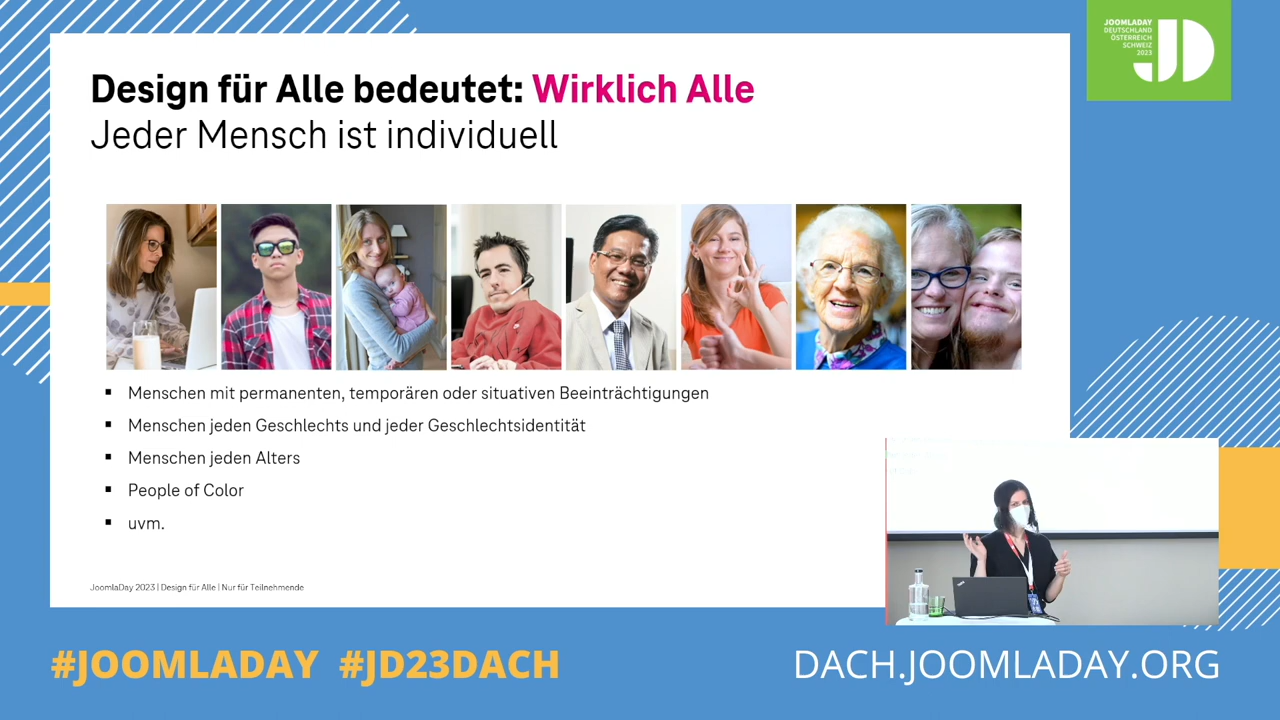 Design für Alle bedeutet: Wirklich Alle
Jeder Mensch ist individuell
▪ Menschen mit permanenten, temporären oder situativen Beeinträchtigungen
▪ Menschen jeden Geschlechts und jeder Geschlechtsidentität
▪ Menschen jeden Alters
▪ People of Color
▪ uvm.
JoomlaDay 2023 | Design für Alle | Nur für Teilnehmende
JOOMLADAY
DEUTSCHLAND
ÖSTERREICH
SCHWEIZ
2023
JD
#JOOMLADAY #JD23DACH
DACH.JOOMLADAY.ORG